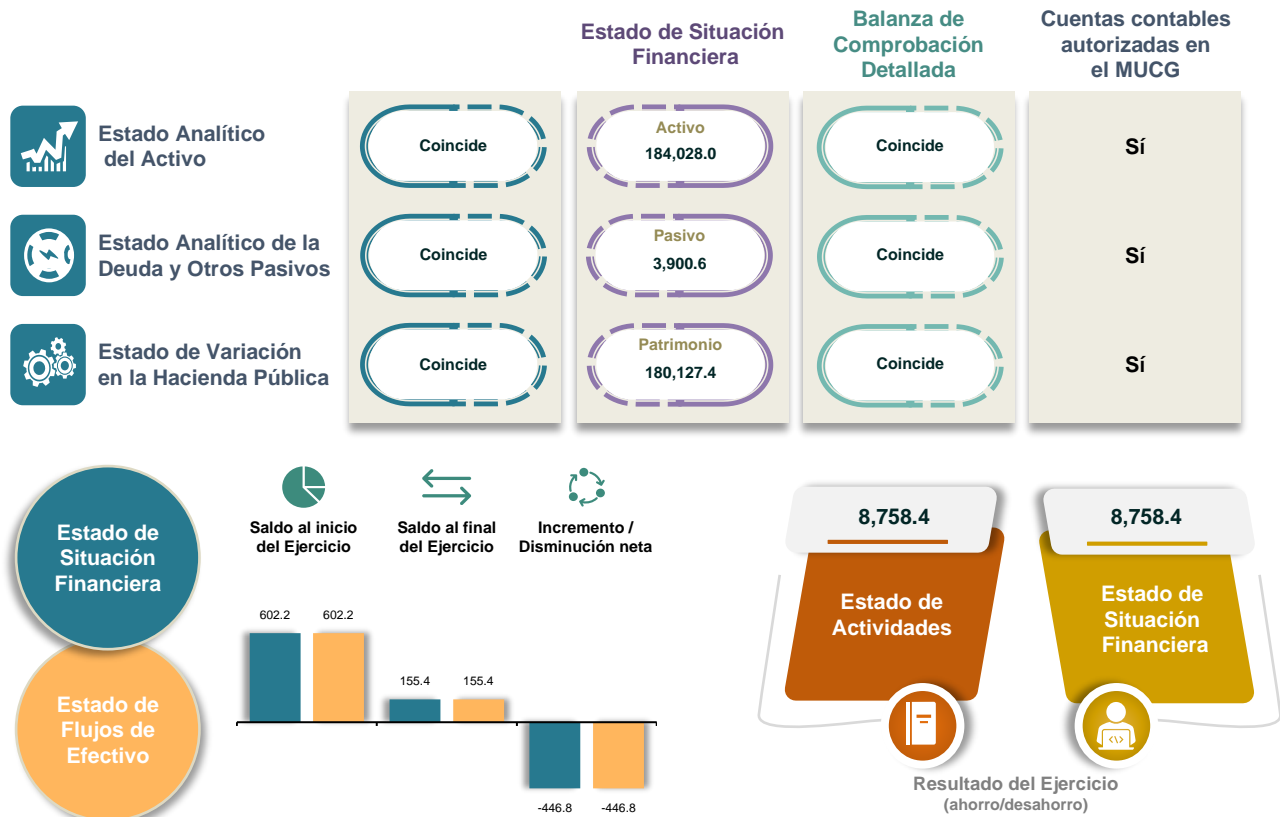 Estado de Situación
Financiera
Balanza de
Comprobación
Detallada
Cuentas contables
autorizadas en
el MUCG
Estado Analítico
del Activo
Coincide
Activo
184,028.0
Coincide
Sí
Estado Analítico de la
Deuda y Otros Pasivos
Coincide
Pasivo
3,900.6
Coincide
Sí
Estado de Variación
en la Hacienda Pública
Coincide
Patrimonio
180,127.4
Coincide
Sí
Estado de
Situación
Financiera
Estado de
Flujos de
Efectivo
Saldo al inicio
del Ejercicio
Saldo al final
del Ejercicio
Incremento /
Disminución neta
602.2
602.2
155.4
155.4
-446.8
-446.8
8,758.4
Estado de
Actividades
8,758.4
Estado de
Situación
Financiera
Resultado del Ejercicio
(ahorro/desahorro)